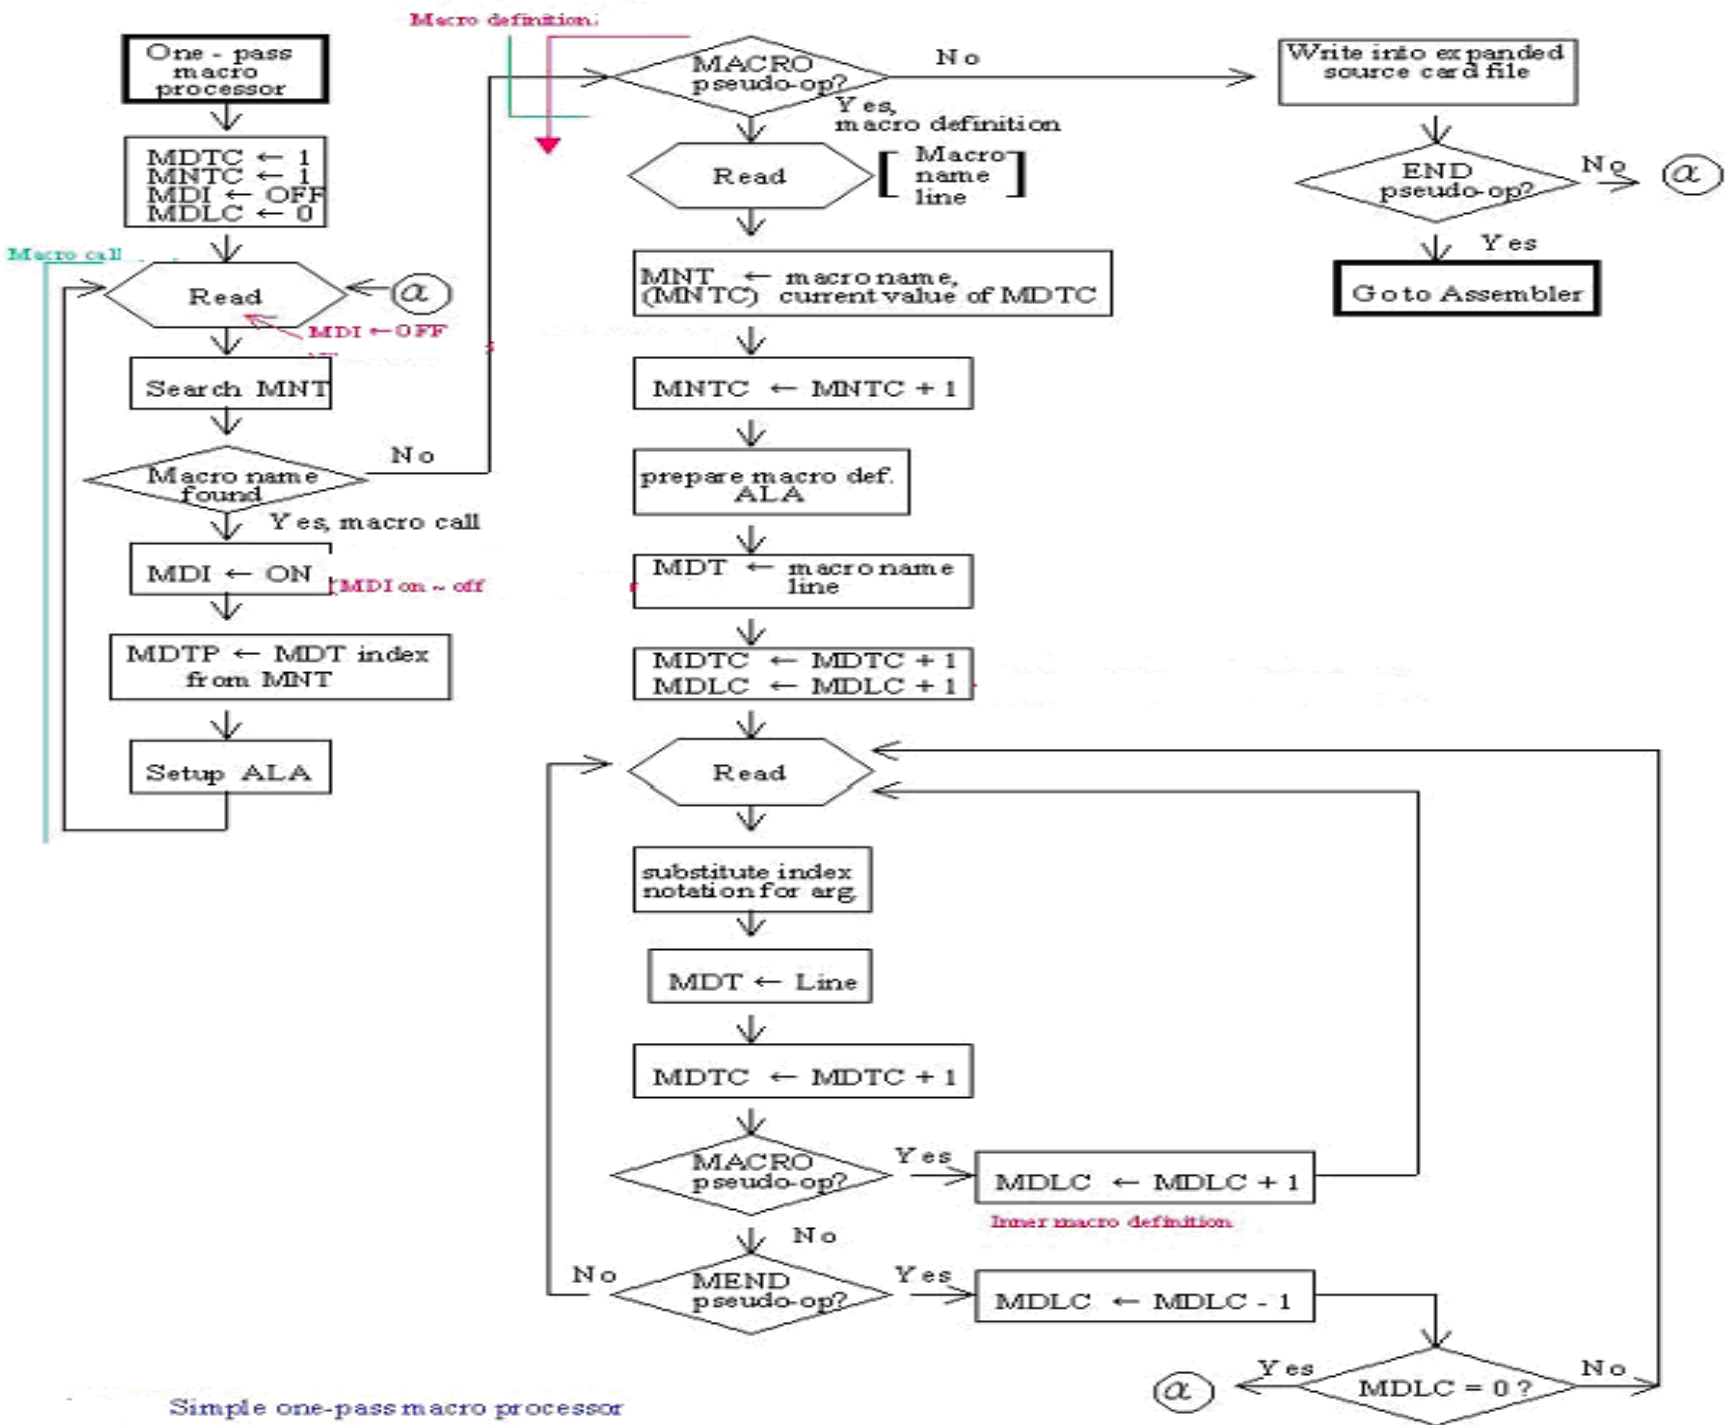 Macro definition;
One - pass
macro
processor
MDTC ← 1
MNTC ← 1
MDI ← OFF
MDLC ← 0
Macro call
Read
α
MDI ←OFF
Search MNT
Macro name
found
No
Yes, macro call
MDI ← ON
(MDI on ~ off
MDTP ← MDT index
from MNT
Setup ALA
MACRO
pseudo-op?
No
Yes,
macro definition
Read
Macro
name
line
MNT ← macro name,
(MNTC) current value of MDTC
MNTC ← MNTC + 1
prepare macro def.
ALA
MDT ← macro name
line
MDTC ← MDTC + 1
MDLC ← MDLC + 1
Read
substitute index
notation for arg.
MDT ← Line
MDTC ← MDTC + 1
MACRO
pseudo-op?
Yes
MDLC ← MDLC + 1
Inner macro definition
No
MEND
pseudo-op?
No
Yes
MDLC ← MDLC - 1
MDLC = 0 ?
Yes
α
No
Write into expanded
source card file
END
pseudo-op?
No
α
Yes
Go to Assembler
Simple one-pass macro processor